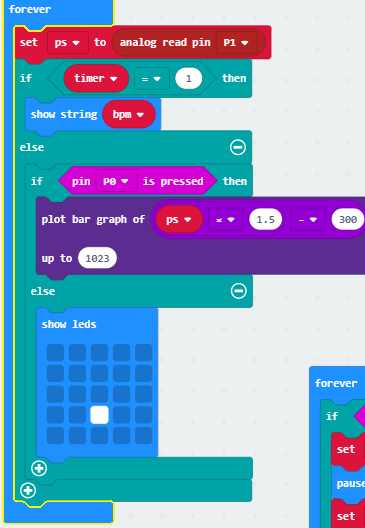 forever
set ps to analog read pin P1
if timer = 1 then
show string bpm
else
if pin P0 is pressed then
plot bar graph of ps × 1.5 - 300
up to 1023
else
show leds
forever
if
set
pause
set